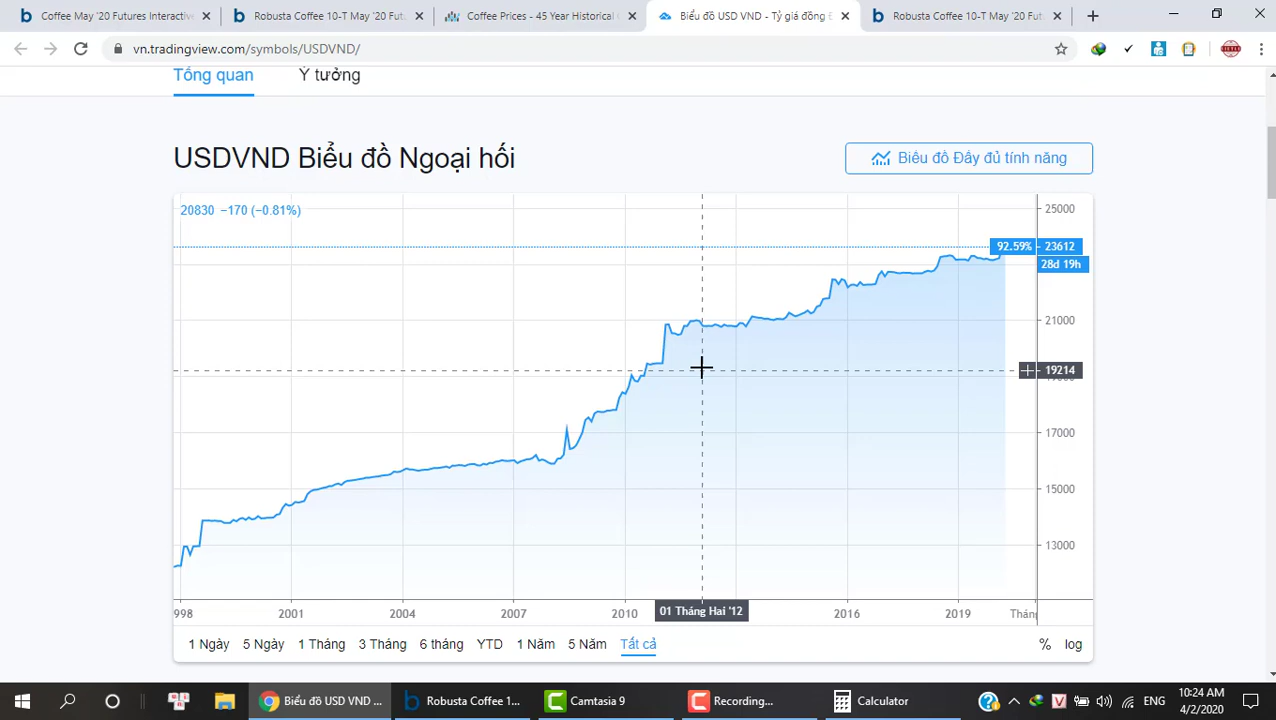 Coffee May '20 Futures Interactive
Robusta Coffee 10-T May '20 Fut
Coffee Prices - 45 Year Historical
Biểu đồ USD VND - Tỷ giá đồng
Robusta Coffee 10-T May '20 Fut
vn.tradingview.com/symbols/USDVND/
Tổng quan
Ý tưởng
USDVND Biểu đồ Ngoại hối
Biểu đồ Đầy đủ tính năng
20830 −170 (−0.81%)
25000
92.59% 23612
28d 19h
21000
19214
17000
15000
13000
998 2001 2004 2007 2010 01 Tháng Hai '12 2016 2019 Tháng
1 Ngày 5 Ngày 1 Tháng 3 Tháng 6 tháng YTD 1 Năm 5 Năm Tất cả % log
Biểu đồ USD VND ...
Robusta Coffee 1...
Camtasia 9
Recording...
Calculator
ENG
10:24 AM
4/2/2020